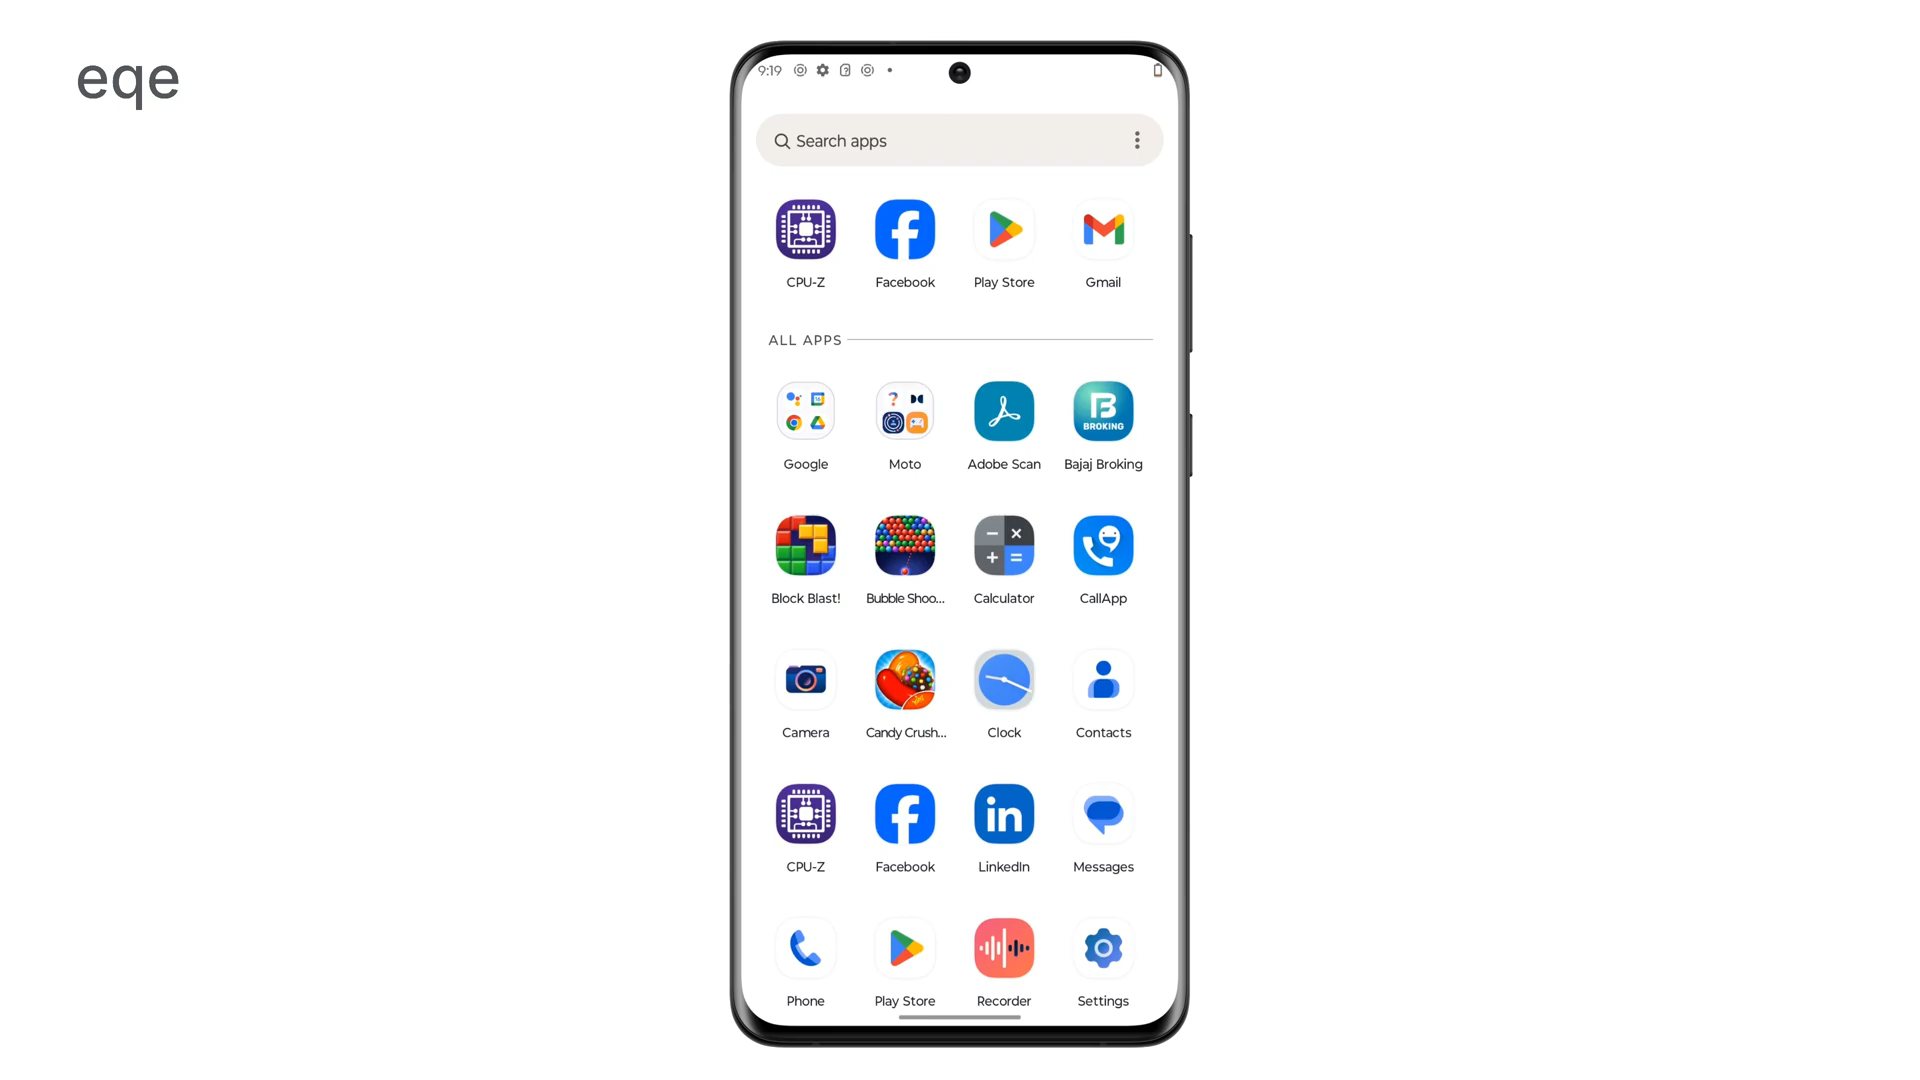 eqe
9:19
Search apps
CPU-Z Facebook Play Store Gmail
ALL APPS
BROKING
Google Moto Adobe Scan Bajaj Broking
Block Blast! Bubble Shoo... Calculator CallApp
Camera Candy Crush... Clock Contacts
in
CPU-Z Facebook LinkedIn Messages
Phone Play Store Recorder Settings